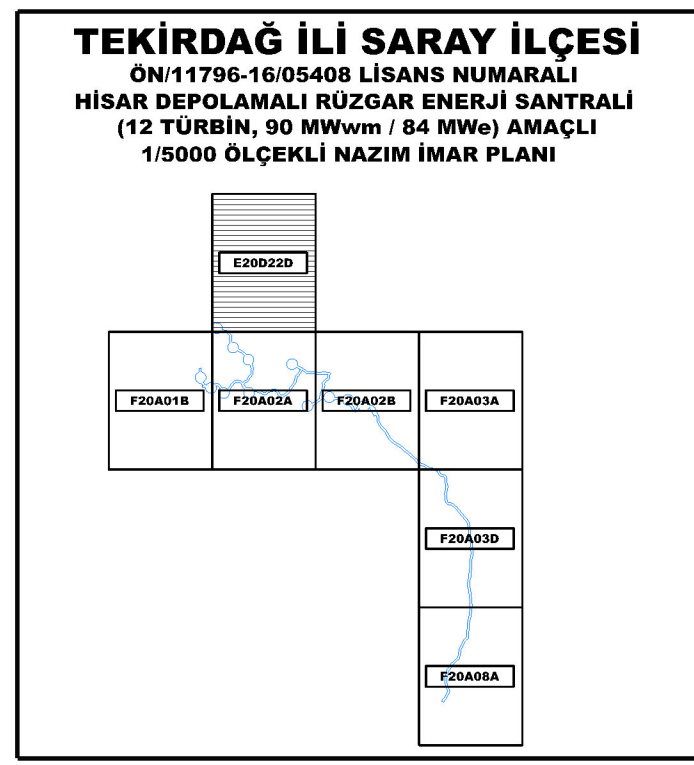 TEKİRDAĞ İLİ SARAY İLÇESİ
ÖN/11796-16/05408 LİSANS NUMARALI
HİSAR DEPOLAMALI RÜZGAR ENERJİ SANTRALİ
(12 TÜRBİN, 90 MWwm / 84 MWe) AMAÇLI
1/5000 ÖLÇEKLİ NAZIM İMAR PLANI
E20D22D
F20A01B
F20A02A
F20A02B
F20A03A
F20A03D
F20A08A